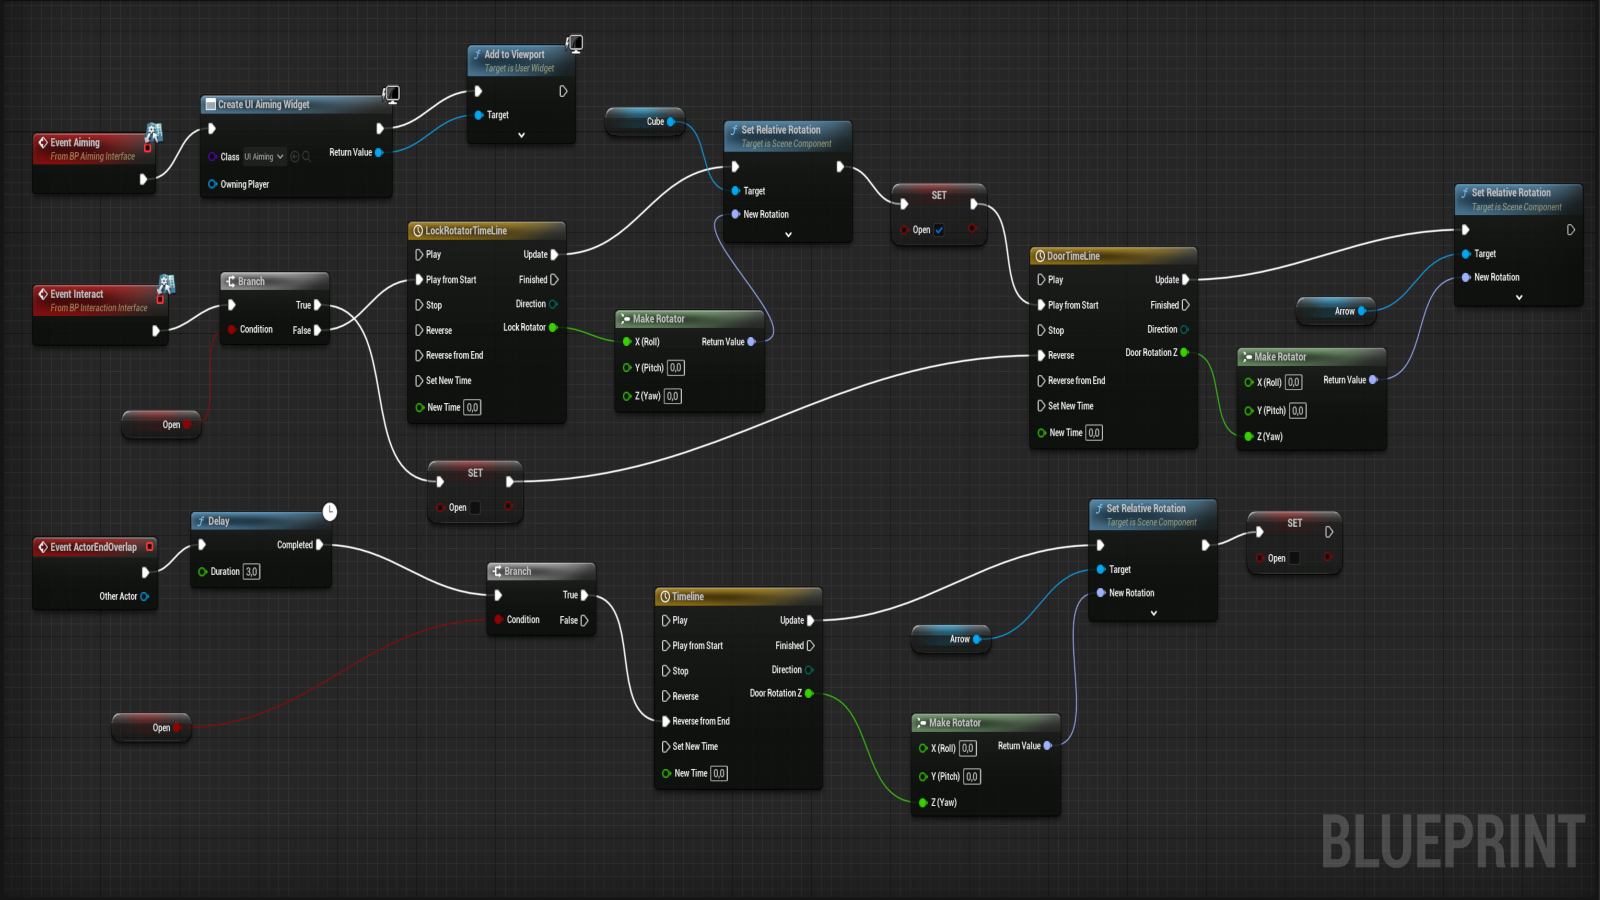 Add to Viewport
Target is User Widget
Target
Create UI Aiming Widget
Class UI Aiming
Return Value
Owning Player
Event Aiming
From BP Aiming Interface
Cube
Set Relative Rotation
Target is Scene Component
Target
New Rotation
SET
Open
Set Relative Rotation
Target is Scene Component
Target
New Rotation
LockRotatorTimeLine
Play Update
Play from Start Finished
Stop Direction
Reverse Lock Rotator
Reverse from End
Set New Time
New Time 0,0
Event Interact
From BP Interaction Interface
Branch
True
Condition False
Open
Make Rotator
X (Roll) Return Value
Y (Pitch) 0,0
Z (Yaw) 0,0
DoorTimeLine
Play Update
Play from Start Finished
Stop Direction
Reverse Door Rotation Z
Reverse from End
Set New Time
New Time 0,0
Arrow
Make Rotator
X (Roll) 0,0 Return Value
Y (Pitch) 0,0
Z (Yaw)
SET
Open
Event ActorEndOverlap
Other Actor
Delay
Completed
Duration 3,0
Branch
True
Condition False
Open
Timeline
Play Update
Play from Start Finished
Stop Direction
Reverse Door Rotation Z
Reverse from End
Set New Time
New Time 0,0
Arrow
Set Relative Rotation
Target is Scene Component
Target
New Rotation
SET
Open
Make Rotator
X (Roll) 0,0 Return Value
Y (Pitch) 0,0
Z (Yaw)
BLUEPRINT